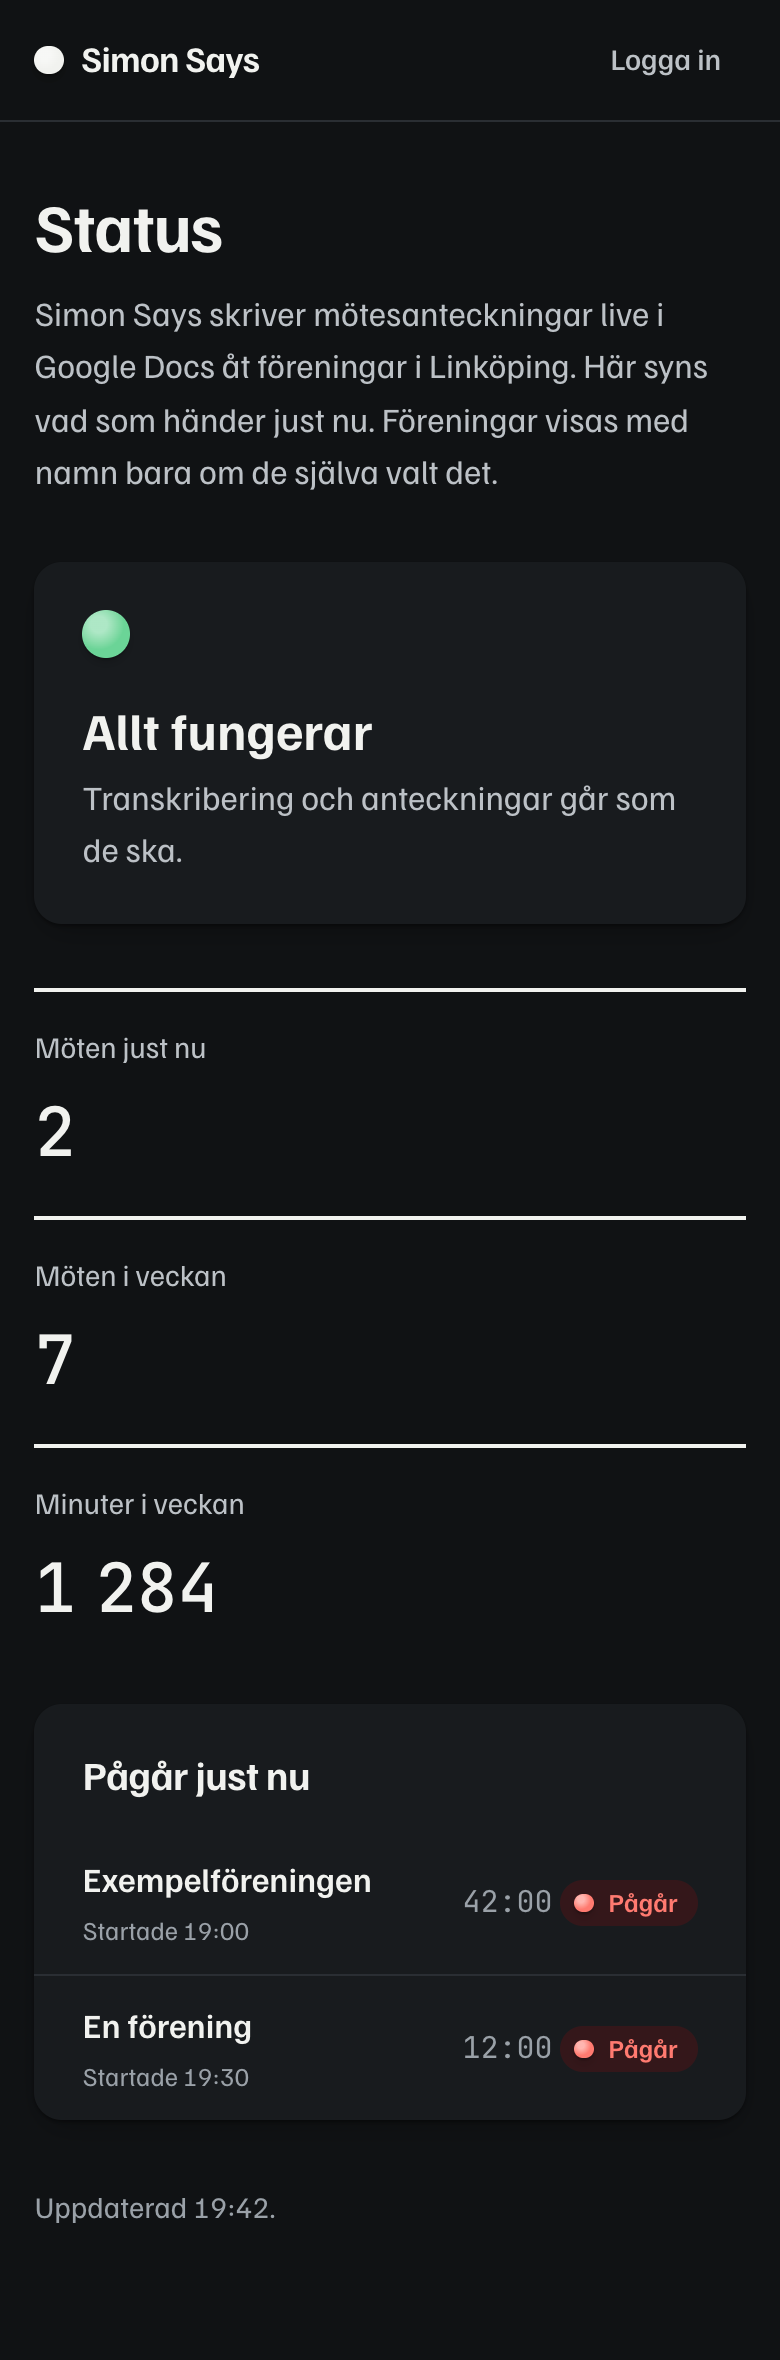 Simon Says
Logga in
Status
Simon Says skriver mötesanteckningar live i
Google Docs åt föreningar i Linköping. Här syns
vad som händer just nu. Föreningar visas med
namn bara om de själva valt det.
Allt fungerar
Transkribering och anteckningar går som
de ska.
Möten just nu
2
Möten i veckan
7
Minuter i veckan
1 284
Pågår just nu
Exempelföreningen
42:00 Pågår
Startade 19:00
En förening
12:00 Pågår
Startade 19:30
Uppdaterad 19:42.